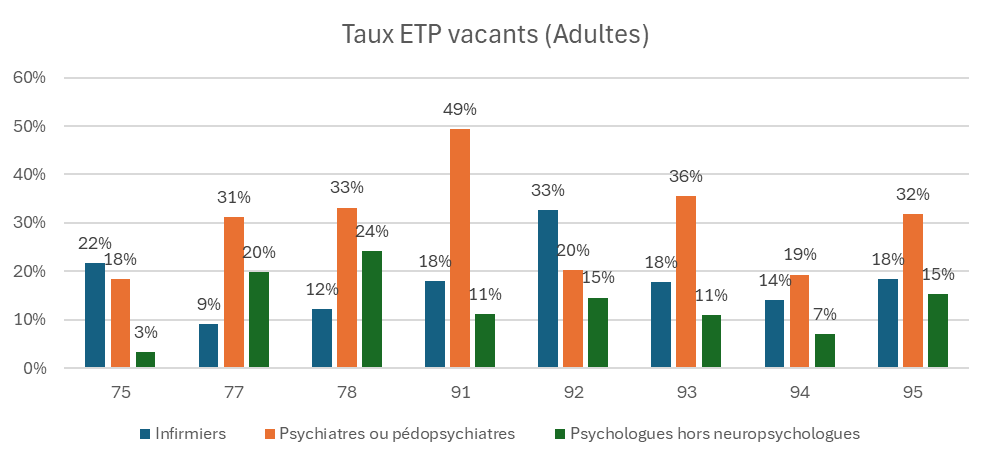 Taux ETP vacants (Adultes)
60%
50%
40%
30%
20%
10%
0%
22% 18% 3%
9% 31% 20%
12% 33% 24%
18% 49% 11%
33% 20% 15%
18% 36% 11%
14% 19% 7%
18% 32% 15%
75 77 78 91 92 93 94 95
Infirmiers Psychiatres ou pédopsychiatres Psychologues hors neuropsychologues